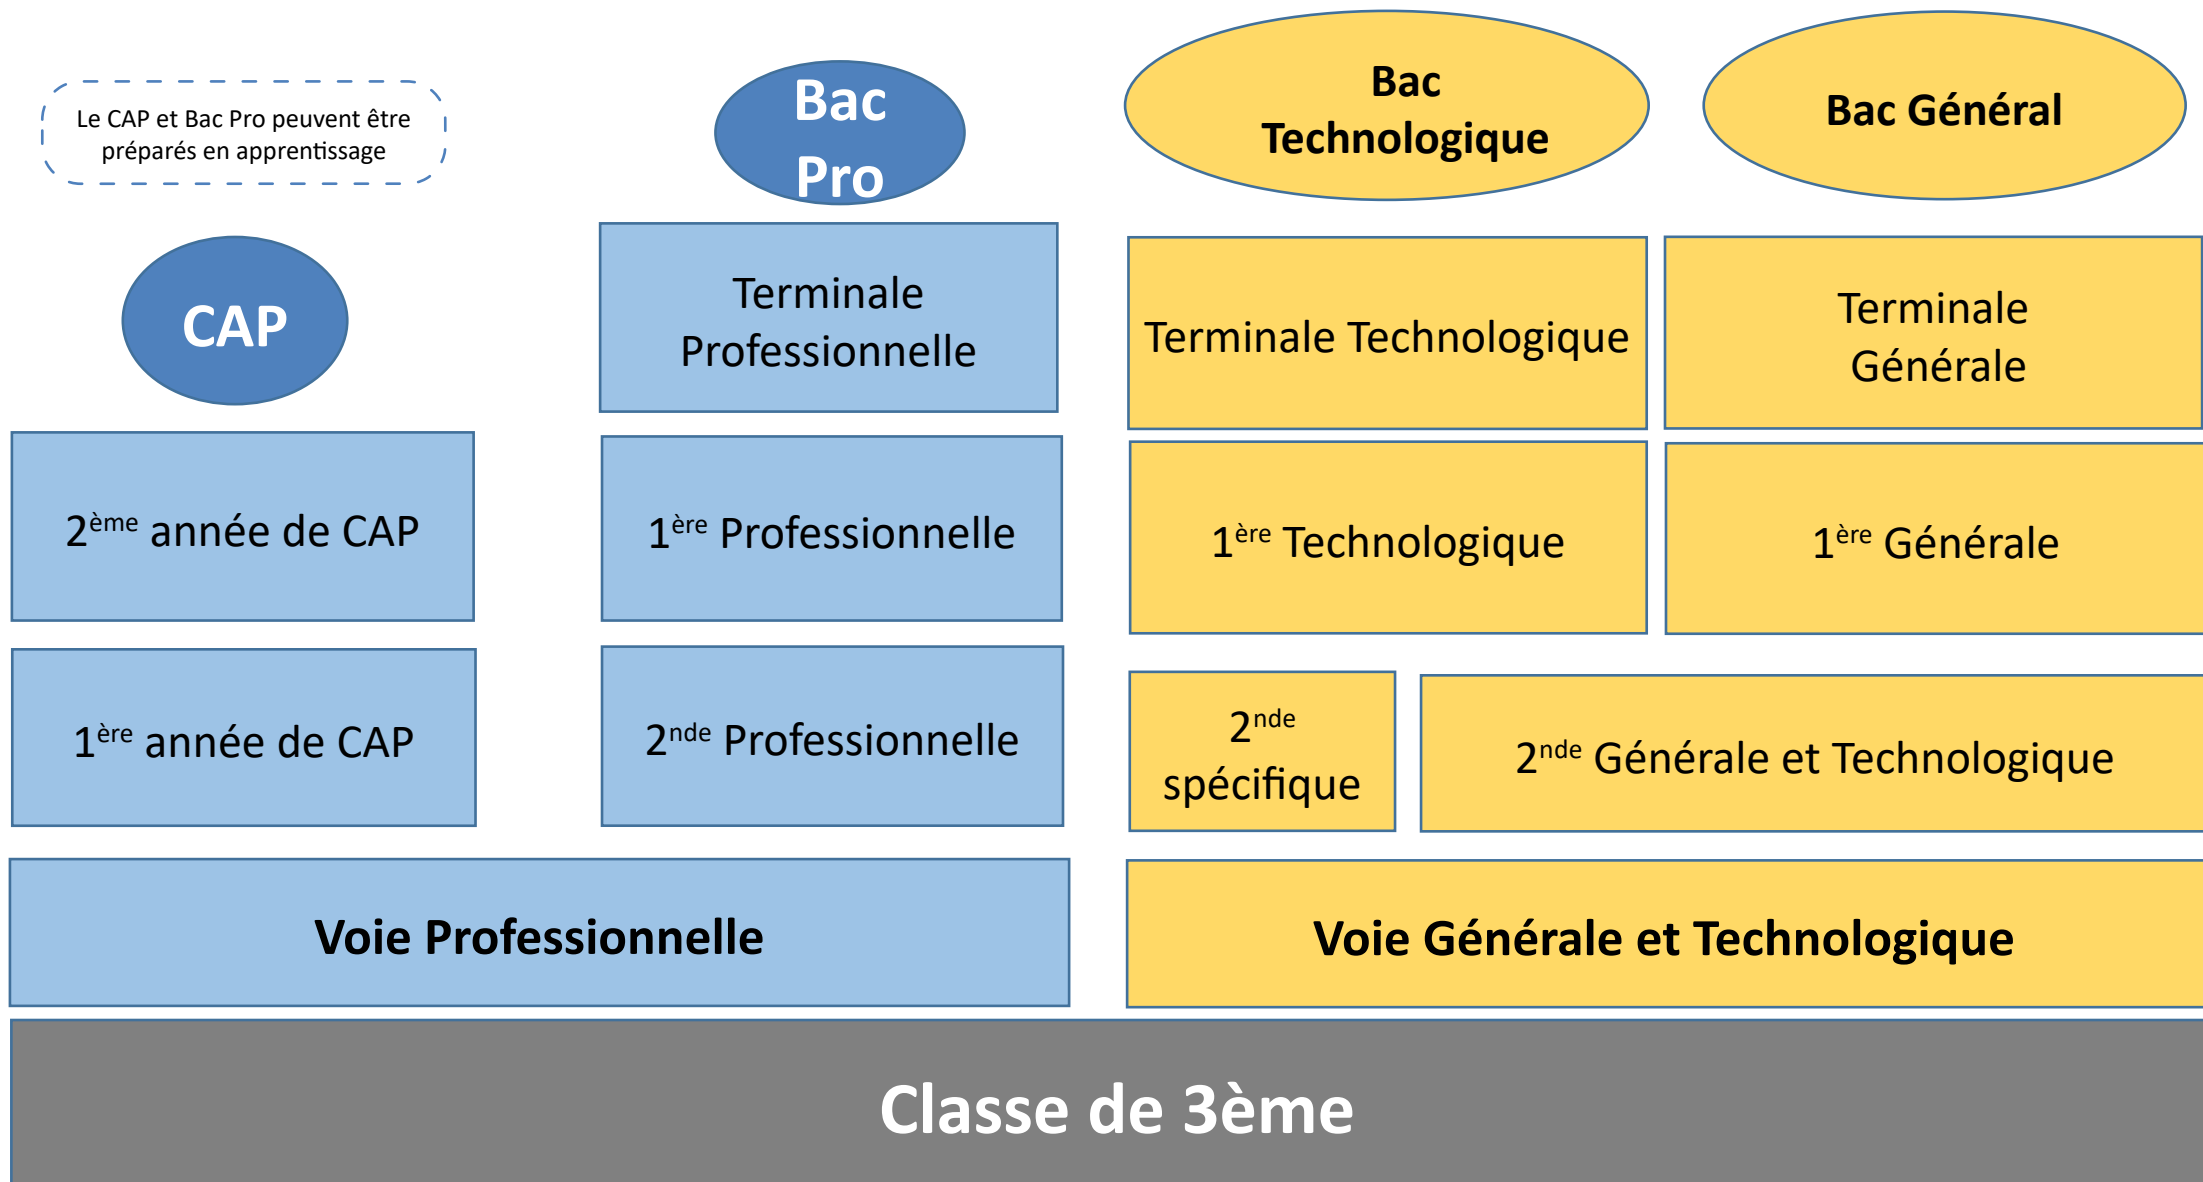 Le CAP et Bac Pro peuvent être
préparés en apprentissage
Bac
Pro
Bac
Technologique
Bac Général
CAP
Terminale
Professionnelle
Terminale Technologique
Terminale
Générale
2ème année de CAP
1ère Professionnelle
1ère Technologique
1ère Générale
1ère année de CAP
2nde Professionnelle
2nde
spécifique
2nde Générale et Technologique
Voie Professionnelle
Voie Générale et Technologique
Classe de 3ème